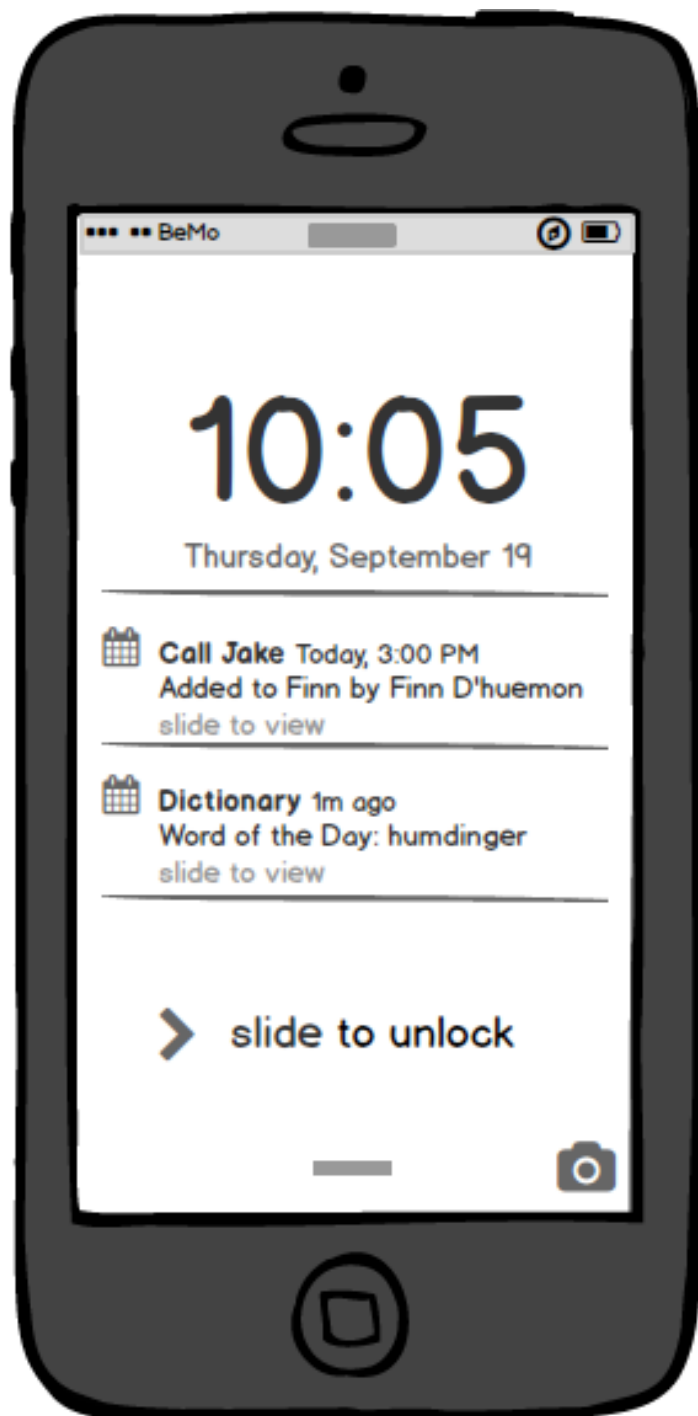 BeMo
10:05
Thursday, September 19
Call Jake Today, 3:00 PM
Added to Finn by Finn D'huemon
slide to view
Dictionary 1m ago
Word of the Day: humdinger
slide to view
slide to unlock